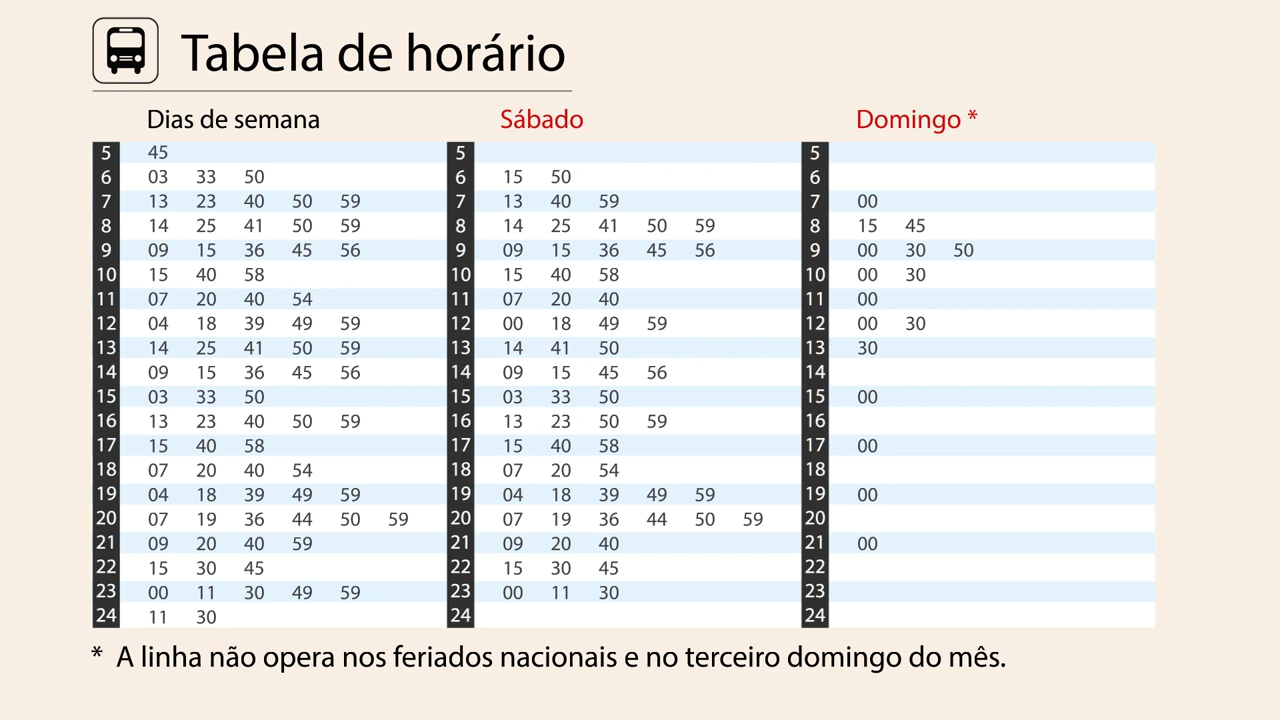 Tabela de horário
Dias de semana Sábado Domingo *
5 45 5 5
6 03 33 50 6 15 50 6
7 13 23 40 50 59 7 13 40 59 7 00
8 14 25 41 50 59 8 14 25 41 50 59 8 15 45
9 09 15 36 45 56 9 09 15 36 45 56 9 00 30 50
10 15 40 58 10 15 40 58 10 00 30
11 07 20 40 54 11 07 20 40 11 00
12 04 18 39 49 59 12 00 18 49 59 12 00 30
13 14 25 41 50 59 13 14 41 50 13 30
14 09 15 36 45 56 14 09 15 45 56 14
15 03 33 50 15 03 33 50 15 00
16 13 23 40 50 59 16 13 23 50 59 16
17 15 40 58 17 15 40 58 17 00
18 07 20 40 54 18 07 20 54 18
19 04 18 39 49 59 19 04 18 39 49 59 19 00
20 07 19 36 44 50 59 20 07 19 36 44 50 59 20
21 09 20 40 59 21 09 20 40 21 00
22 15 30 45 22 15 30 45 22
23 00 11 30 49 59 23 00 11 30 23
24 11 30 24 24
* A linha não opera nos feriados nacionais e no terceiro domingo do mês.